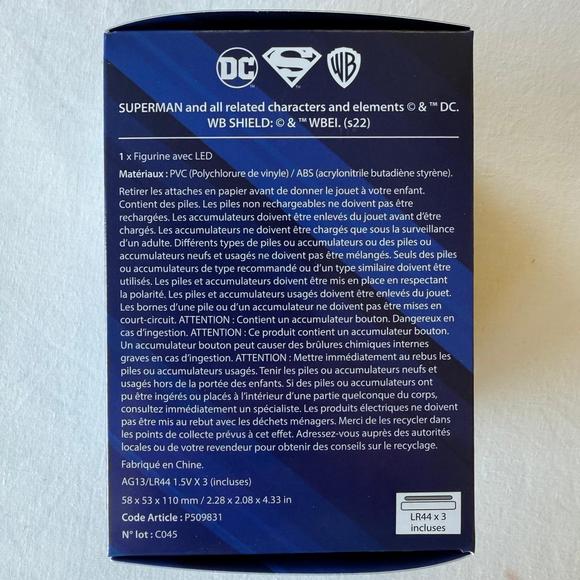 DC S WB
SUPERMAN and all related characters and elements © & ™ DC.
WB SHIELD: © & ™ WBEI. (s22)
1 x Figurine avec LED
Matériaux : PVC (Polychlorure de vinyle) / ABS (acrylonitrile butadiène styrène).
Retirer les attaches en papier avant de donner le jouet à votre enfant.
Contient des piles. Les piles non rechargeables ne doivent pas être
rechargées. Les accumulateurs doivent être enlevés du jouet avant d'être
chargés. Les accumulateurs ne doivent être chargés que sous la surveillance
d'un adulte. Différents types de piles ou accumulateurs ou des piles ou
accumulateurs neufs et usagés ne doivent pas être mélangés. Seuls des piles
ou accumulateurs de type recommandé ou d'un type similaire doivent être
utilisés. Les piles et accumulateurs doivent être mis en place en respectant
la polarité. Les piles et accumulateurs usagés doivent être enlevés du jouet.
Les bornes d'une pile ou d'un accumulateur ne doivent pas être mises en
court-circuit. ATTENTION : Contient un accumulateur bouton. Dangereux en
cas d'ingestion. ATTENTION : Ce produit contient un accumulateur bouton.
Un accumulateur bouton peut causer des brûlures chimiques internes
graves en cas d'ingestion. ATTENTION : Mettre immédiatement au rebus les
piles ou accumulateurs usagés. Tenir les piles ou accumulateurs neufs et
usagés hors de la portée des enfants. Si des piles ou accumulateurs ont
pu être ingérés ou placés à l'intérieur d'une partie quelconque du corps,
consultez immédiatement un spécialiste. Les produits électriques ne doivent
pas être mis au rebut avec les déchets ménagers. Merci de les recycler dans
les points de collecte prévus à cet effet. Adressez-vous auprès des autorités
locales ou de votre revendeur pour obtenir des conseils sur le recyclage.
Fabriqué en Chine.
AG13/LR44 1.5V X 3 (incluses)
58 x 53 x 110 mm / 2.28 x 2.08 x 4.33 in
Code Article : P509831
N° lot : C045
LR44 x 3
incluses